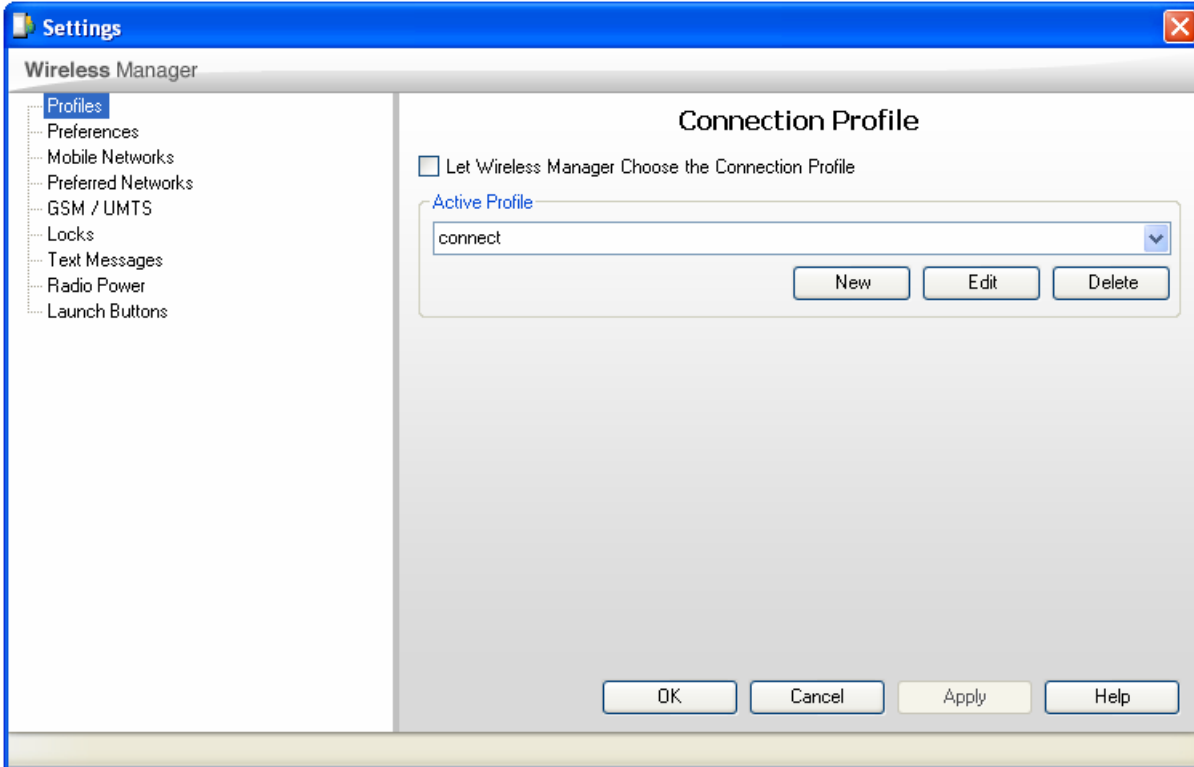 Settings
Wireless Manager
Profiles
Preferences
Mobile Networks
Preferred Networks
GSM / UMTS
Locks
Text Messages
Radio Power
Launch Buttons
Connection Profile
Let Wireless Manager Choose the Connection Profile
Active Profile
connect
New Edit Delete
OK Cancel Apply Help